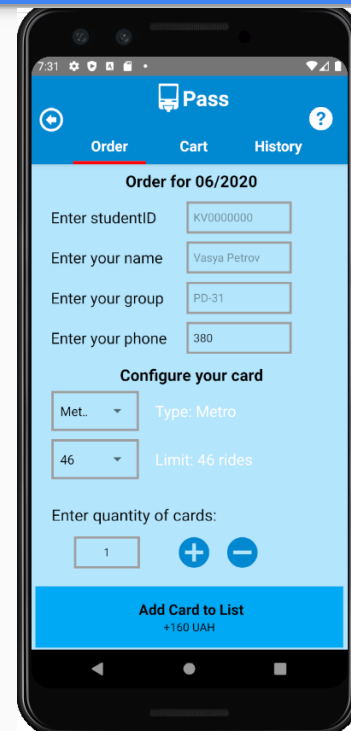 7:31
Pass
?
Order Cart History
Order for 06/2020
Enter studentID KV0000000
Enter your name Vasya Petrov
Enter your group PD-31
Enter your phone 380
Configure your card
Met.. Type: Metro
46 Limit: 46 rides
Enter quantity of cards:
1
Add Card to List
+160 UAH